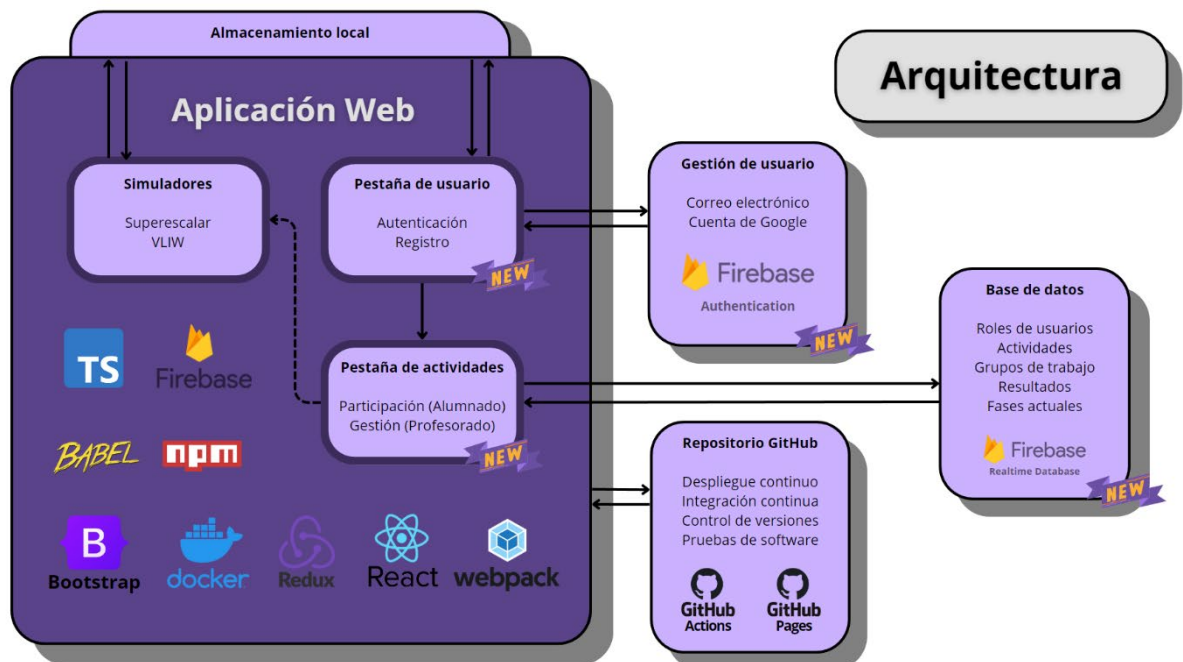 Almacenamiento local
Arquitectura
Aplicación Web
Simuladores
Superescalar
VLIW
Pestaña de usuario
Autenticación
Registro
NEW
Gestión de usuario
Correo electrónico
Cuenta de Google
Firebase
Authentication
NEW
Base de datos
Roles de usuarios
Actividades
Grupos de trabajo
Resultados
Fases actuales
Firebase
Realtime Database
NEW
TS
Firebase
Pestaña de actividades
Participación (Alumnado)
Gestión (Profesorado)
NEW
BABEL
npm
Repositorio GitHub
Despliegue continuo
Integración continua
Control de versiones
Pruebas de software
GitHub
Actions
GitHub
Pages
B
Bootstrap
docker
Redux
React
webpack